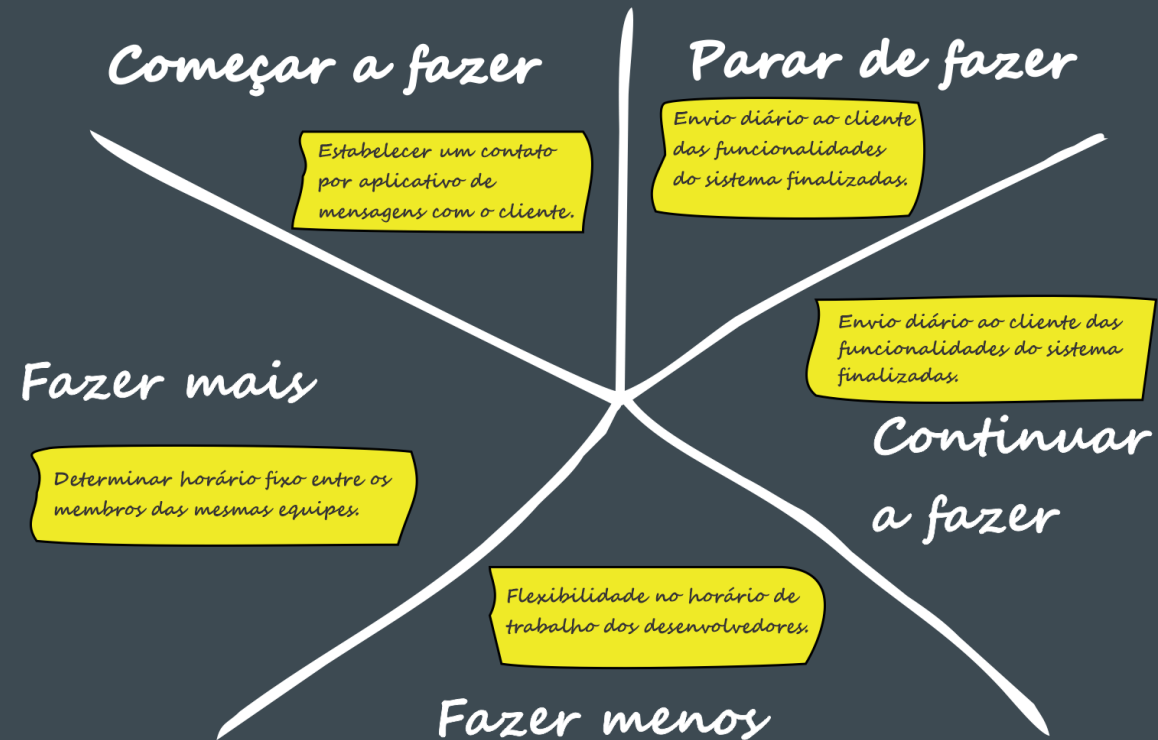 Começar a fazer
Estabelecer um contato
por aplicativo de
mensagens com o cliente.
Parar de fazer
Envio diário ao cliente
das funcionalidades
do sistema finalizadas.
Envio diário ao cliente das
funcionalidades do sistema
finalizadas.
Continuar
a fazer
Fazer mais
Determinar horário fixo entre os
membros das mesmas equipes.
Flexibilidade no horário de
trabalho dos desenvolvedores.
Fazer menos